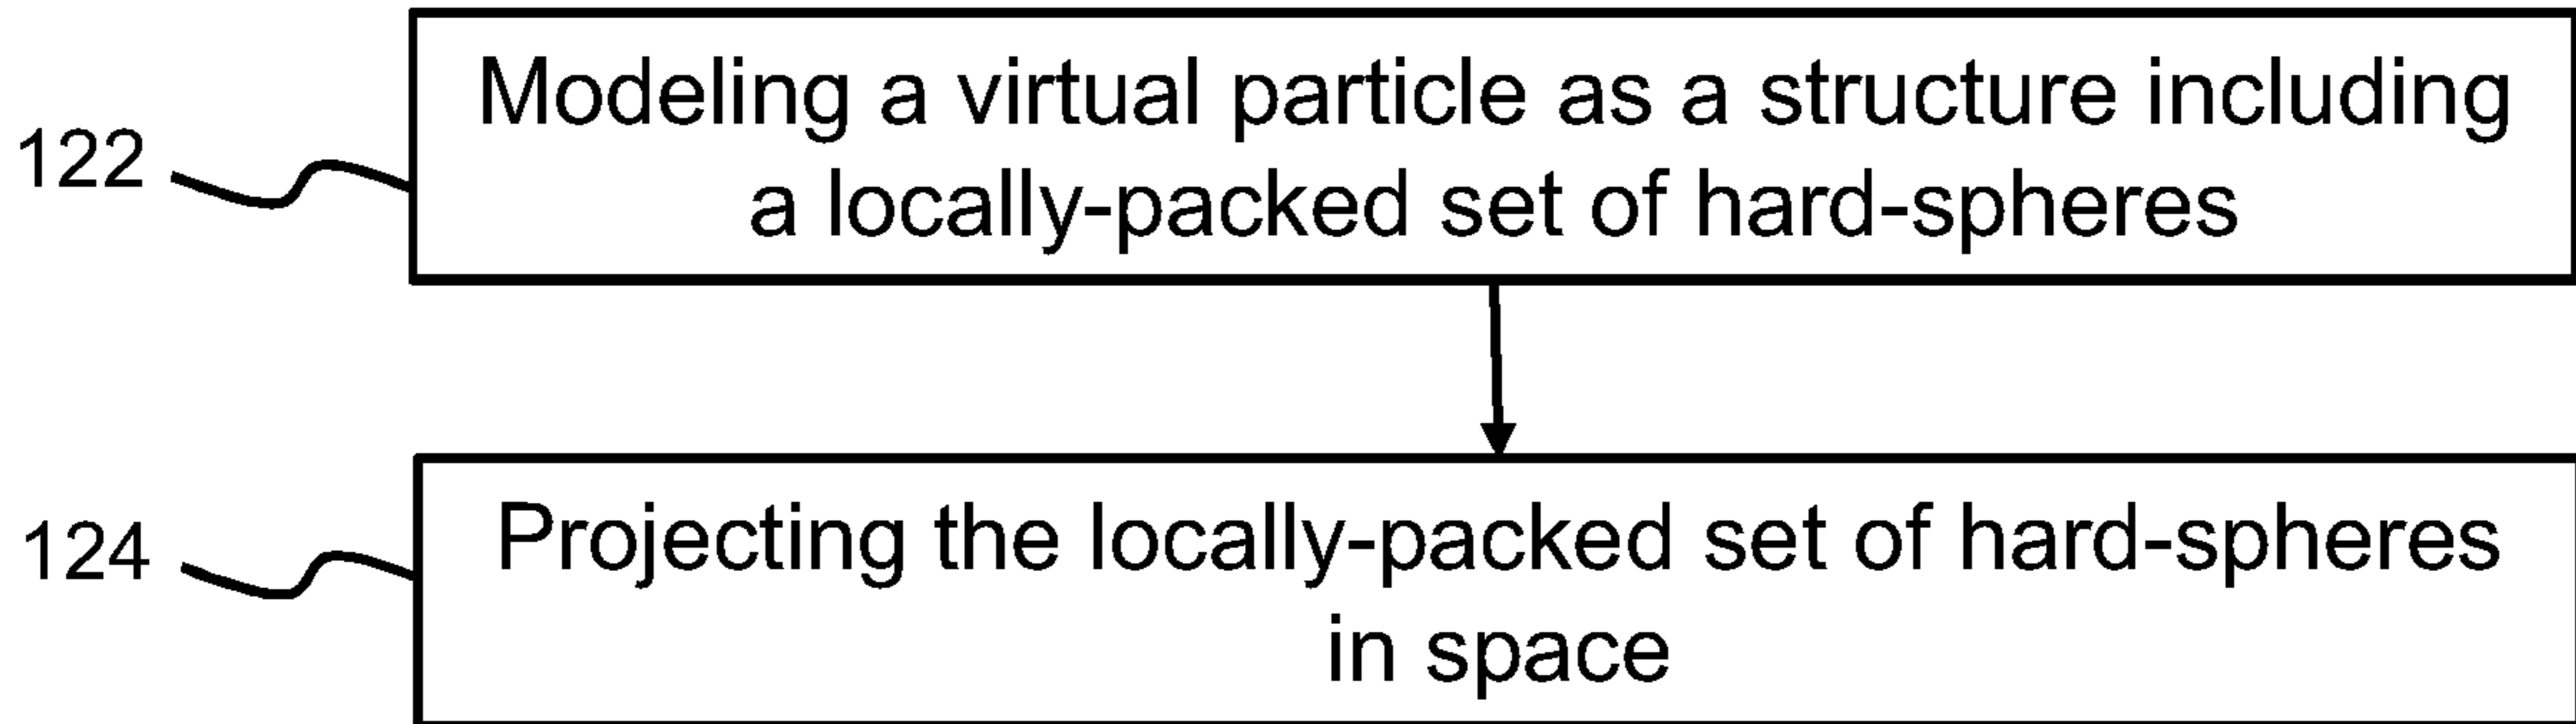 122
Modeling a virtual particle as a structure including
a locally-packed set of hard-spheres
124
Projecting the locally-packed set of hard-spheres
in space